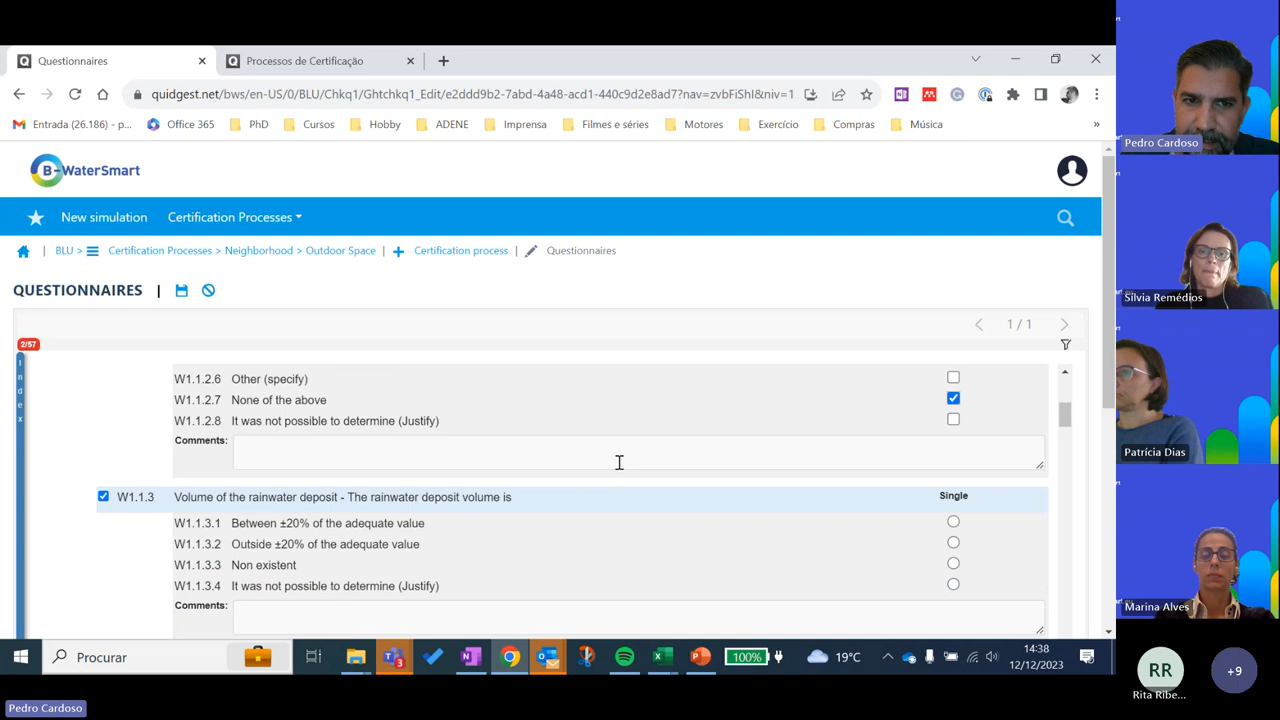 Questionnaires
Processos de Certificação
quidgest.net/bws/en-US/0/BLU/Chkq1/Ghtchkq1_Edit/e2ddd9b2-7abd-4a48-acd1-440c9d2e8ad7?nav=zvbFiShI&niv=1
Entrada (26.186) - p...
Office 365
PhD
Cursos
Hobby
ADENE
Imprensa
Filmes e séries
Motores
Exercício
Compras
Música
»
B-WaterSmart
New simulation
Certification Processes
BLU > Certification Processes > Neighborhood > Outdoor Space
Certification process
Questionnaires
QUESTIONNAIRES |
1 / 1
2/57
Index
W1.1.2.6 Other (specify)
W1.1.2.7 None of the above
W1.1.2.8 It was not possible to determine (Justify)
Comments:
W1.1.3 Volume of the rainwater deposit - The rainwater deposit volume is Single
W1.1.3.1 Between ±20% of the adequate value
W1.1.3.2 Outside ±20% of the adequate value
W1.1.3.3 Non existent
W1.1.3.4 It was not possible to determine (Justify)
Comments:
Procurar
3
100%
19°C
14:38
12/12/2023
Pedro Cardoso
Pedro Cardoso
Sílvia Remédios
Patrícia Dias
Marina Alves
RR
Rita Ribe...
+9